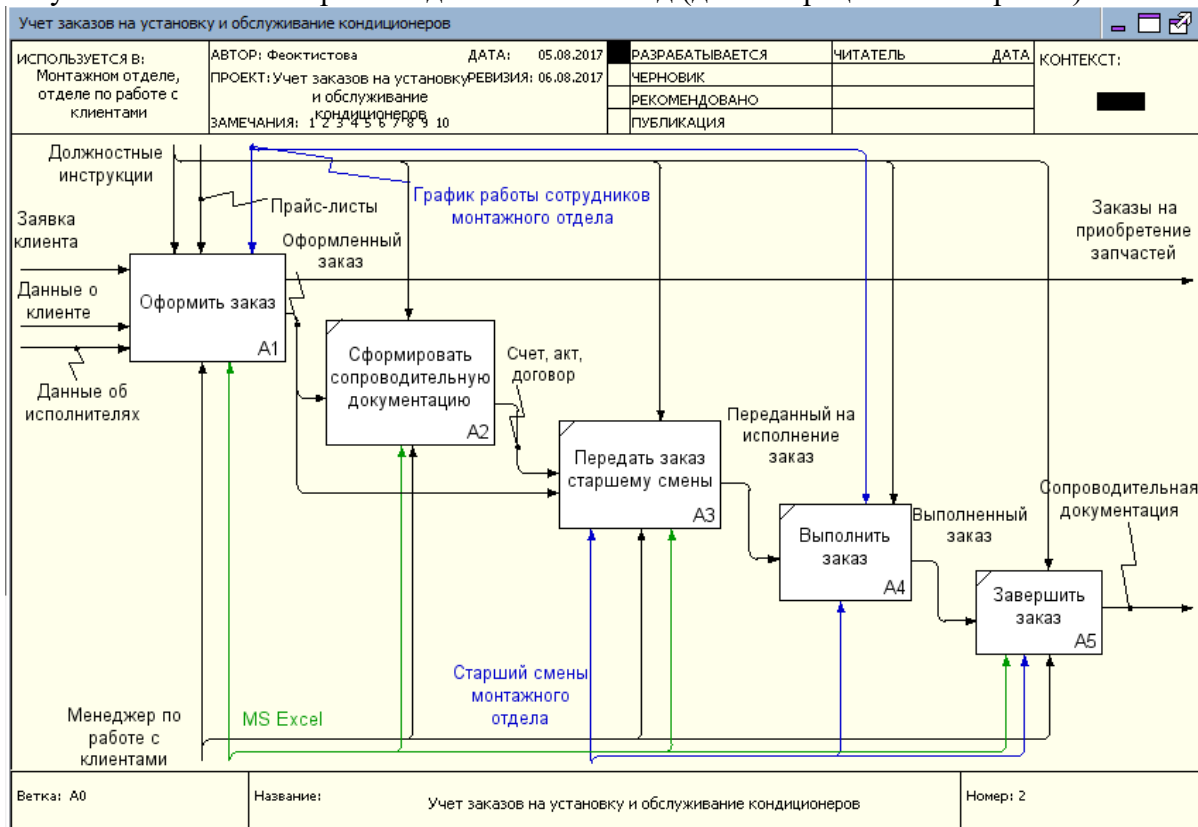 Учет заказов на установку и обслуживание кондиционеров
ИСПОЛЬЗУЕТСЯ В:
Монтажном отделе,
отделе по работе с
клиентами
АВТОР: Феоктистова
ДАТА: 05.08.2017
ПРОЕКТ: Учет заказов на установку
и обслуживание
кондиционеров
РЕВИЗИЯ: 06.08.2017
ЗАМЕЧАНИЯ: 1 2 3 4 5 6 7 8 9 10
РАЗРАБАТЫВАЕТСЯ
ЧЕРНОВИК
РЕКОМЕНДОВАНО
ПУБЛИКАЦИЯ
ЧИТАТЕЛЬ ДАТА
КОНТЕКСТ:
Должностные
инструкции
Прайс-листы
График работы сотрудников
монтажного отдела
Заявка
клиента
Оформленный
заказ
Заказы на
приобретение
запчастей
Данные о
клиенте
Оформить заказ
A1
Данные об
исполнителях
Сформировать
сопроводительную
документацию
A2
Счет, акт,
договор
Передать заказ
старшему смены
A3
Переданный на
исполнение
заказ
Выполнить
заказ
A4
Выполненный
заказ
Сопроводительная
документация
Завершить
заказ
A5
Старший смены
монтажного
отдела
Менеджер по
работе с
клиентами
MS Excel
Ветка: A0
Название:
Учет заказов на установку и обслуживание кондиционеров
Номер: 2